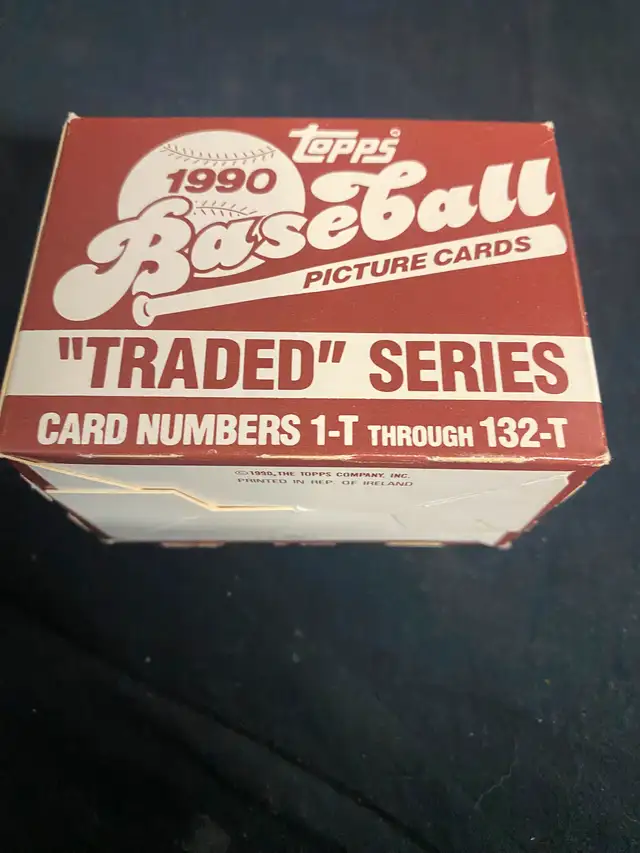 TOPPS®
1990
Baseball
PICTURE CARDS
"TRADED" SERIES
CARD NUMBERS 1-T THROUGH 132-T
©1990, THE TOPPS COMPANY, INC.
PRINTED IN REP. OF IRELAND